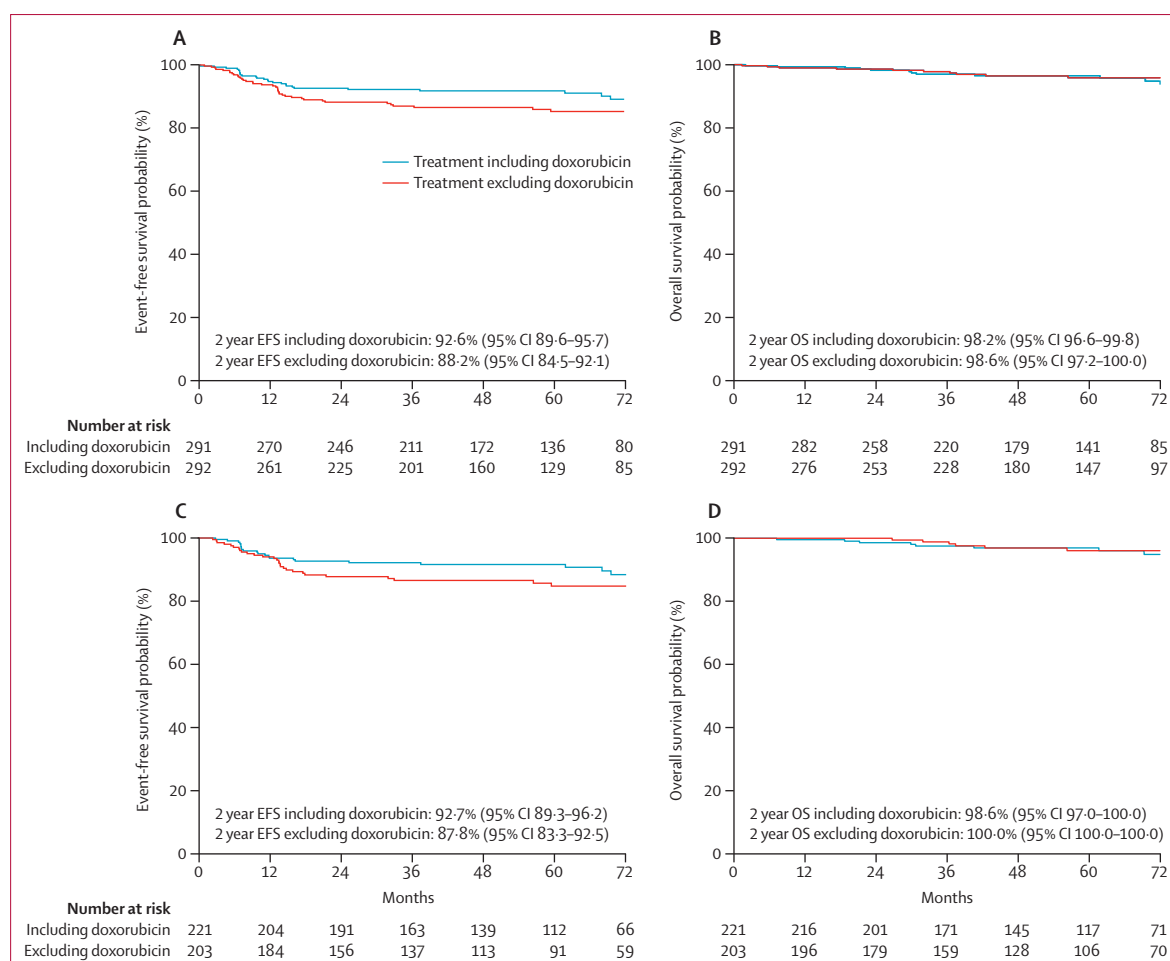 A
Event-free survival probability (%)
100
80
60
40
20
0
Treatment including doxorubicin
Treatment excluding doxorubicin
2 year EFS including doxorubicin: 92·6% (95% CI 89·6–95·7)
2 year EFS excluding doxorubicin: 88·2% (95% CI 84·5–92·1)
0 12 24 36 48 60 72
B
Overall survival probability (%)
100
80
60
40
20
0
2 year OS including doxorubicin: 98·2% (95% CI 96·6–99·8)
2 year OS excluding doxorubicin: 98·6% (95% CI 97·2–100·0)
0 12 24 36 48 60 72
Number at risk
Including doxorubicin 291 270 246 211 172 136 80 291 282 258 220 179 141 85
Excluding doxorubicin 292 261 225 201 160 129 85 292 276 253 228 180 147 97
C
Event-free survival probability (%)
100
80
60
40
20
0
2 year EFS including doxorubicin: 92·7% (95% CI 89·3–96·2)
2 year EFS excluding doxorubicin: 87·8% (95% CI 83·3–92·5)
0 12 24 36 48 60 72
Months
D
Overall survival probability (%)
100
80
60
40
20
0
2 year OS including doxorubicin: 98·6% (95% CI 97·0–100·0)
2 year OS excluding doxorubicin: 100·0% (95% CI 100·0–100·0)
0 12 24 36 48 60 72
Months
Number at risk
Including doxorubicin 221 204 191 163 139 112 66 221 216 201 171 145 117 71
Excluding doxorubicin 203 184 156 137 113 91 59 203 196 179 159 128 106 70